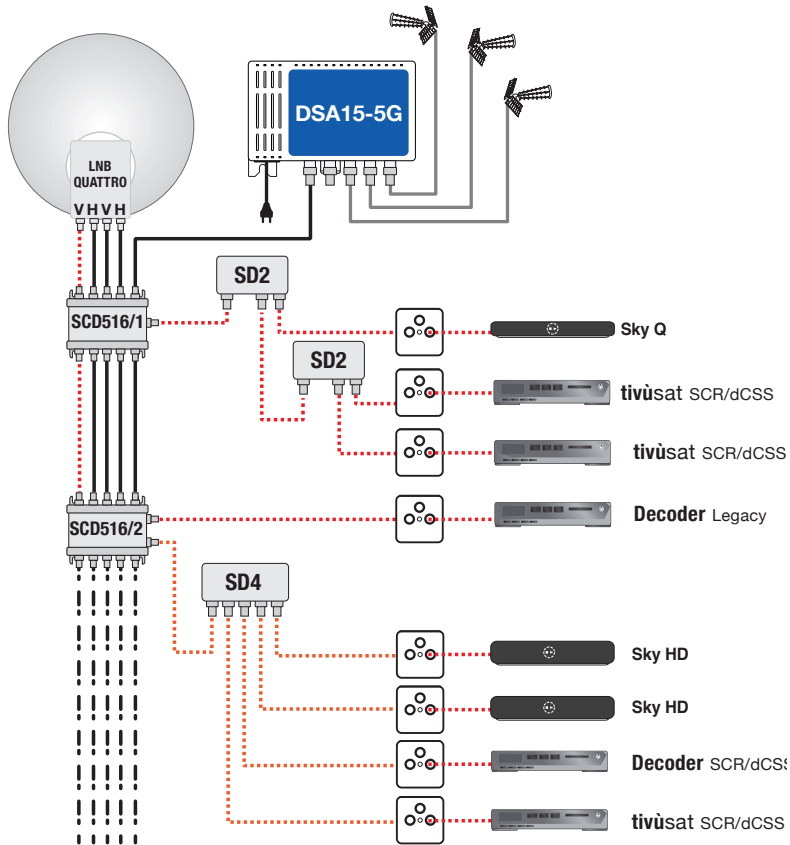 DSA15-5G
LNB
QUATTRO
V H V H
SD2
SCD516/1
Sky Q
SD2
tivùsat SCR/dCSS
tivùsat SCR/dCSS
SCD516/2
Decoder Legacy
SD4
Sky HD
Sky HD
Decoder SCR/dCSS
tivùsat SCR/dCSS